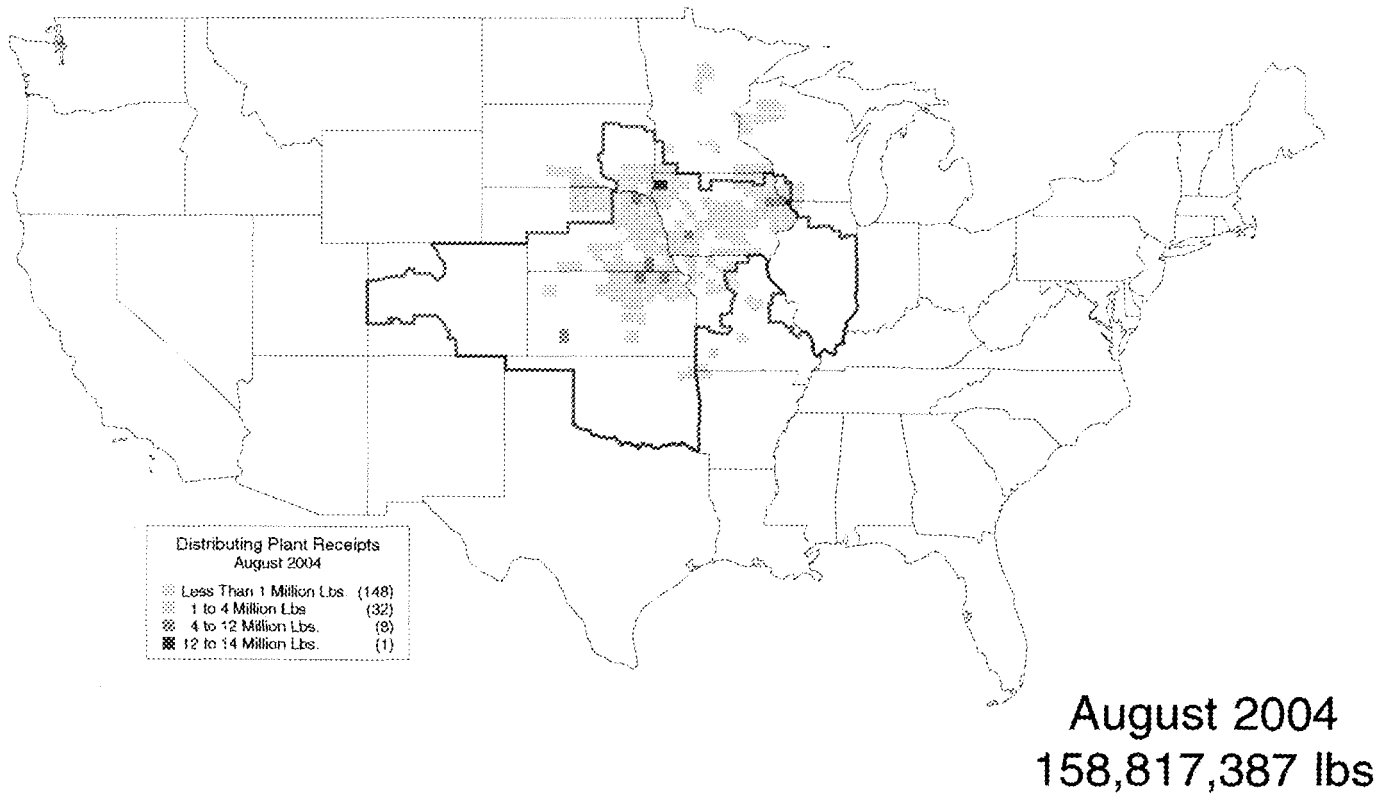 Distributing Plant Receipts
August 2004
Less Than 1 Million Lbs. (148)
1 to 4 Million Lbs (32)
4 to 12 Million Lbs. (8)
12 to 14 Million Lbs. (1)
August 2004
158,817,387 lbs